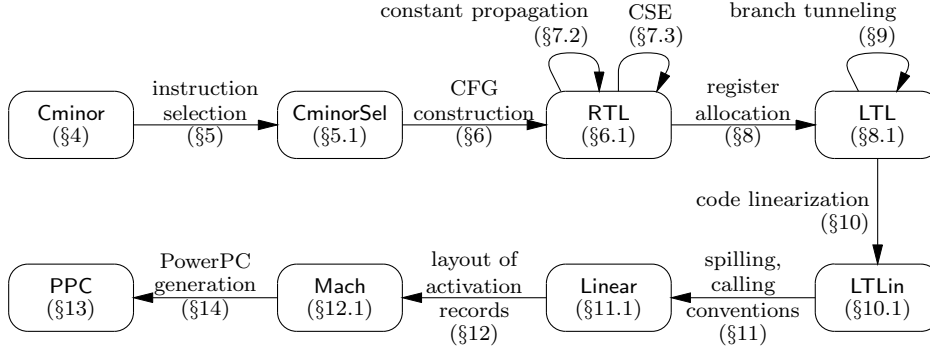 constant propagation
(§7.2)
CSE
(§7.3)
branch tunneling
(§9)
Cminor
(§4)
instruction
selection
(§5)
CminorSel
(§5.1)
CFG
construction
(§6)
RTL
(§6.1)
register
allocation
(§8)
LTL
(§8.1)
code linearization
(§10)
PPC
(§13)
PowerPC
generation
(§14)
Mach
(§12.1)
layout of
activation
records
(§12)
Linear
(§11.1)
spilling,
calling
conventions
(§11)
LTLin
(§10.1)